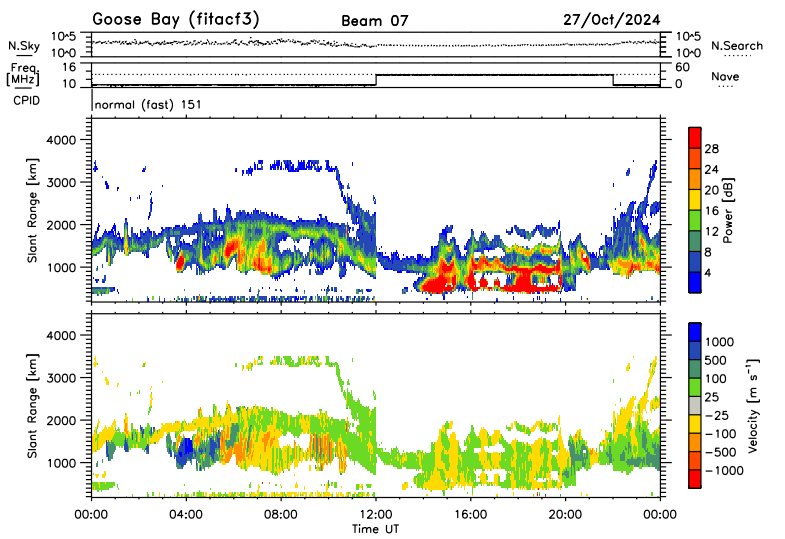 Goose Bay (fitacf3) Beam 07 27/Oct/2024
N.Sky 10^5 10^0 10^5 10^0 N.Search
Freq. [MHz] 16 10 60 0 Nave
CPID normal (fast) 151
Slant Range [km] 4000 3000 2000 1000
Power [dB] 28 24 20 16 12 8 4
Slant Range [km] 4000 3000 2000 1000
Velocity [m s⁻¹] 1000 500 100 25 −25 −100 −500 −1000
00:00 04:00 08:00 12:00 16:00 20:00 00:00
Time UT